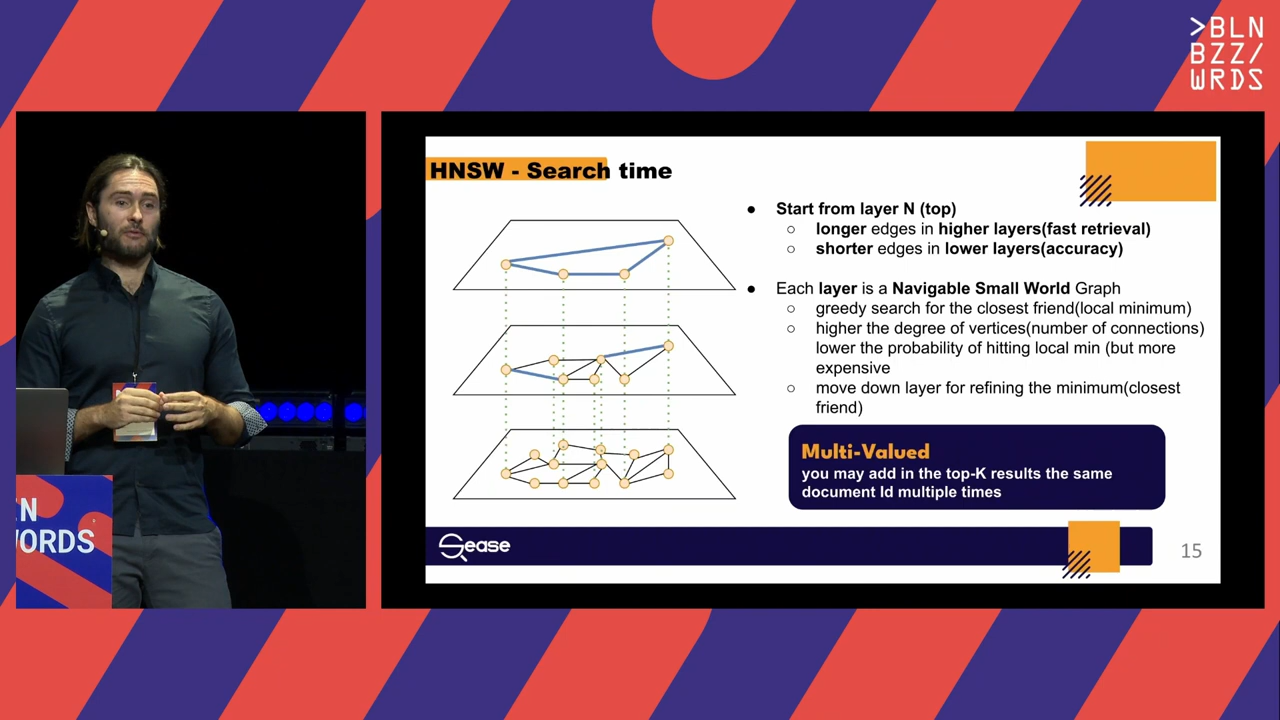 >BLN
BZZ/
WRDS
HNSW - Search time
● Start from layer N (top)
○ longer edges in higher layers(fast retrieval)
○ shorter edges in lower layers(accuracy)
● Each layer is a Navigable Small World Graph
○ greedy search for the closest friend(local minimum)
○ higher the degree of vertices(number of connections)
lower the probability of hitting local min (but more
expensive
○ move down layer for refining the minimum(closest
friend)
Multi-Valued
you may add in the top-K results the same
document Id multiple times
Sease
15
N
ORDS